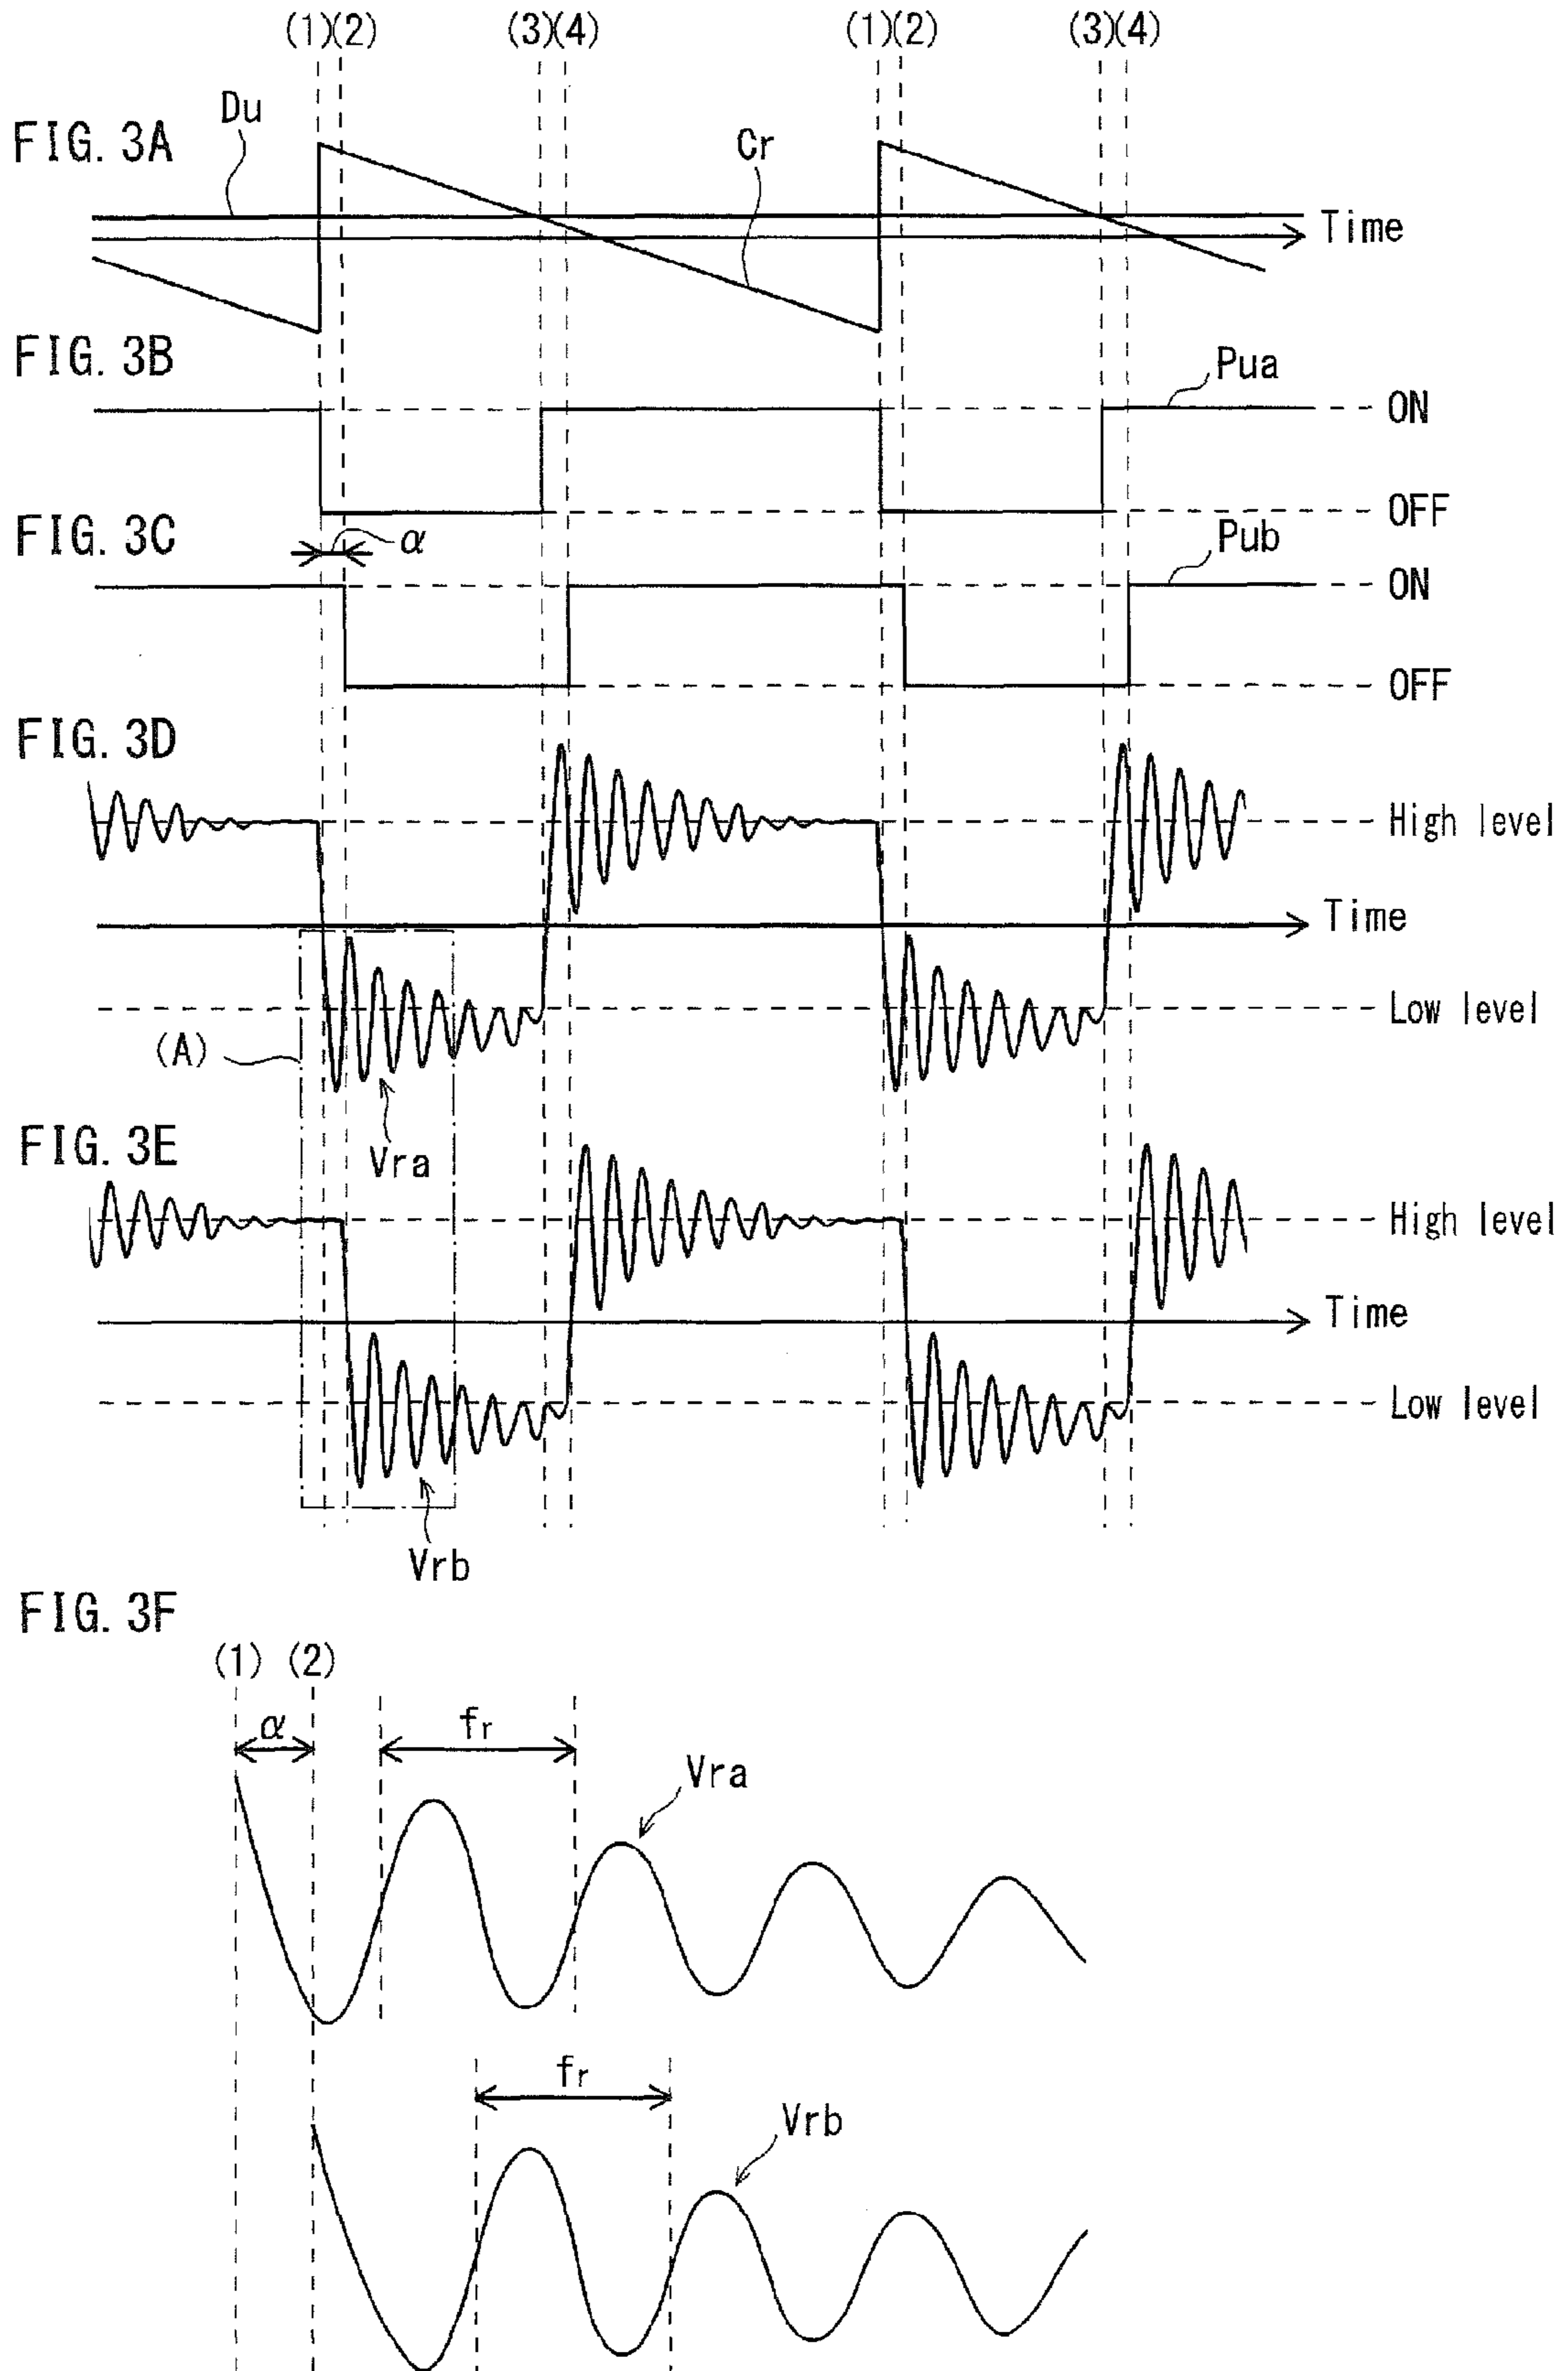 (1)(2) (3)(4) (1)(2) (3)(4)
FIG. 3A
Du
Cr
Time
FIG. 3B
Pua
ON
OFF
FIG. 3C
α
Pub
ON
OFF
FIG. 3D
High level
Time
Low level
(A)
Vra
FIG. 3E
High level
Time
Low level
Vrb
FIG. 3F
(1) (2)
α
fr
Vra
fr
Vrb